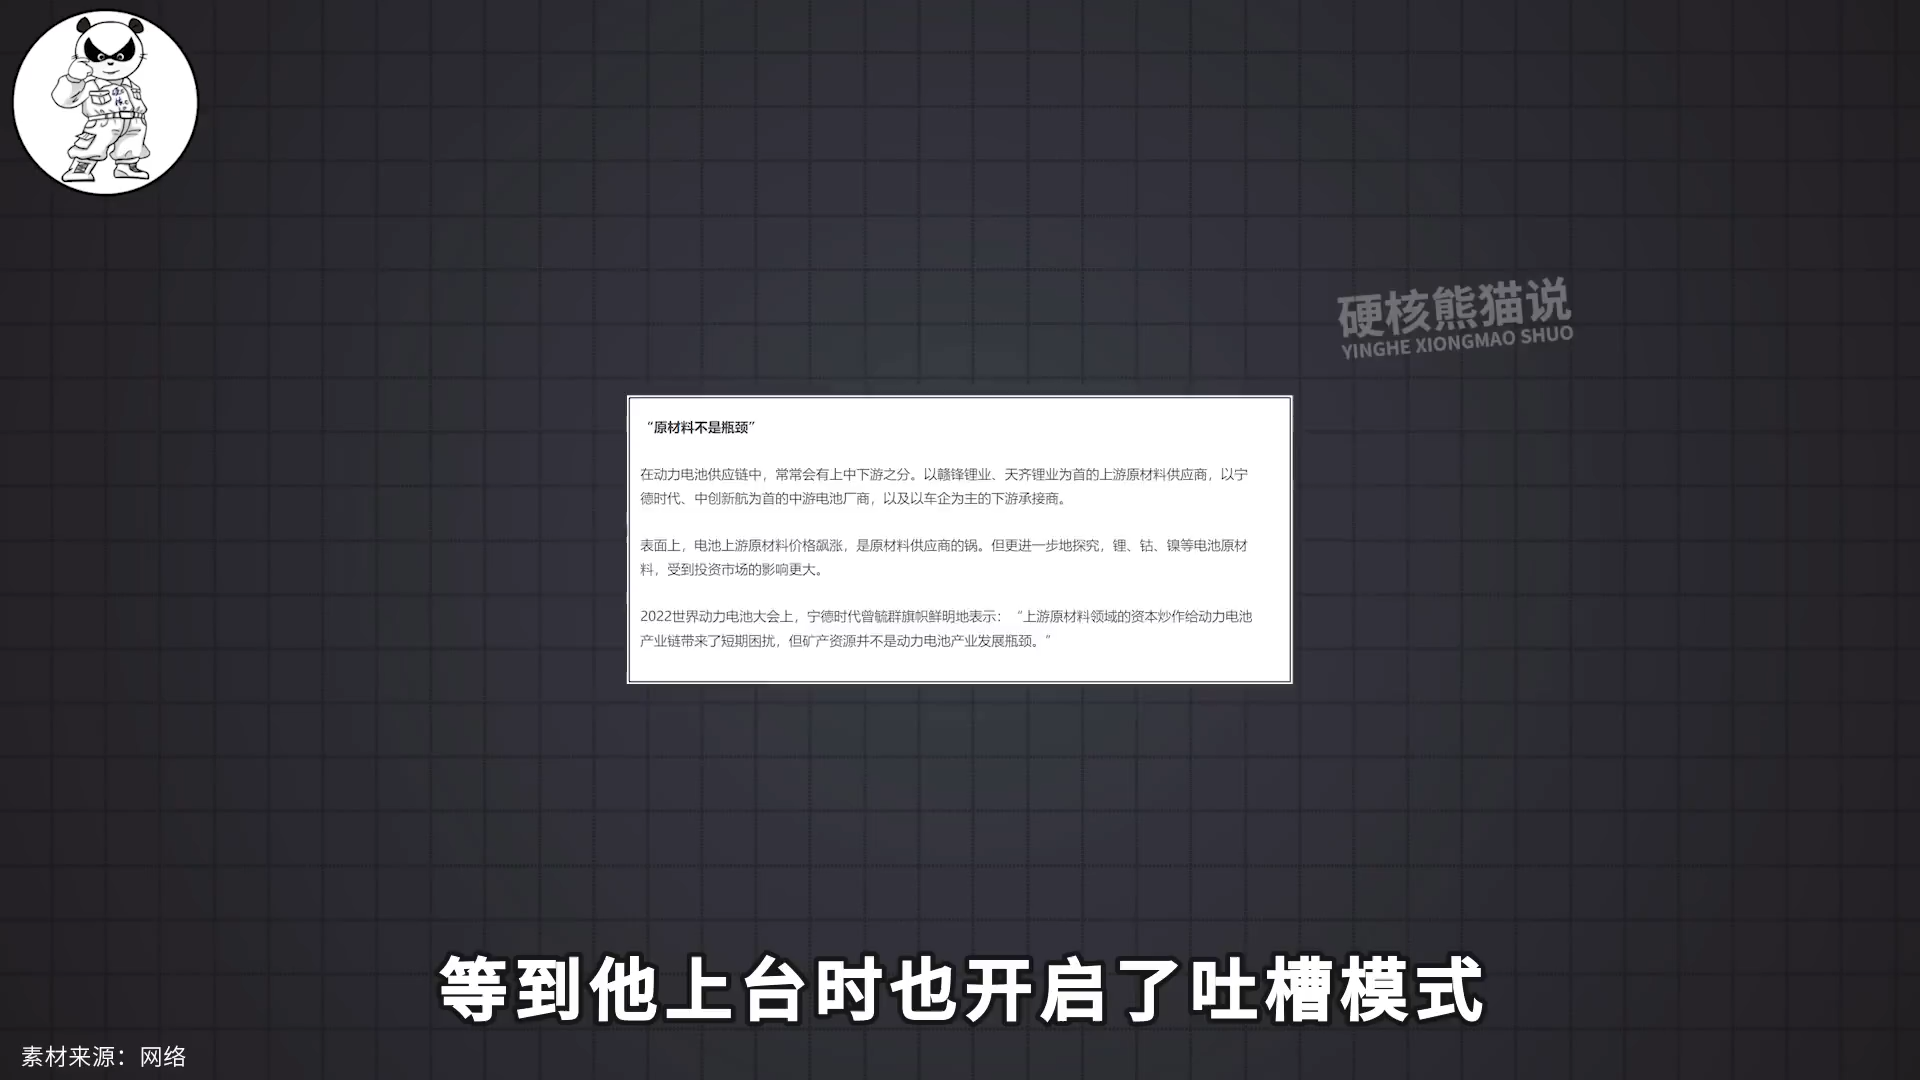 硬核熊猫说
YINGHE XIONGMAO SHUO
“原材料不是瓶颈”
在动力电池供应链中，常常会有上中下游之分。以赣锋锂业、天齐锂业为首的上游原材料供应商，以宁
德时代、中创新航为首的中游电池厂商，以及以车企为主的下游承接商。
表面上，电池上游原材料价格飙涨，是原材料供应商的锅。但更进一步地探究，锂、钴、镍等电池原材
料，受到投资市场的影响更大。
2022世界动力电池大会上，宁德时代曾毓群旗帜鲜明地表示：“上游原材料领域的资本炒作给动力电池
产业链带来了短期困扰，但矿产资源并不是动力电池产业发展瓶颈。”
等到他上台时也开启了吐槽模式
素材来源：网络